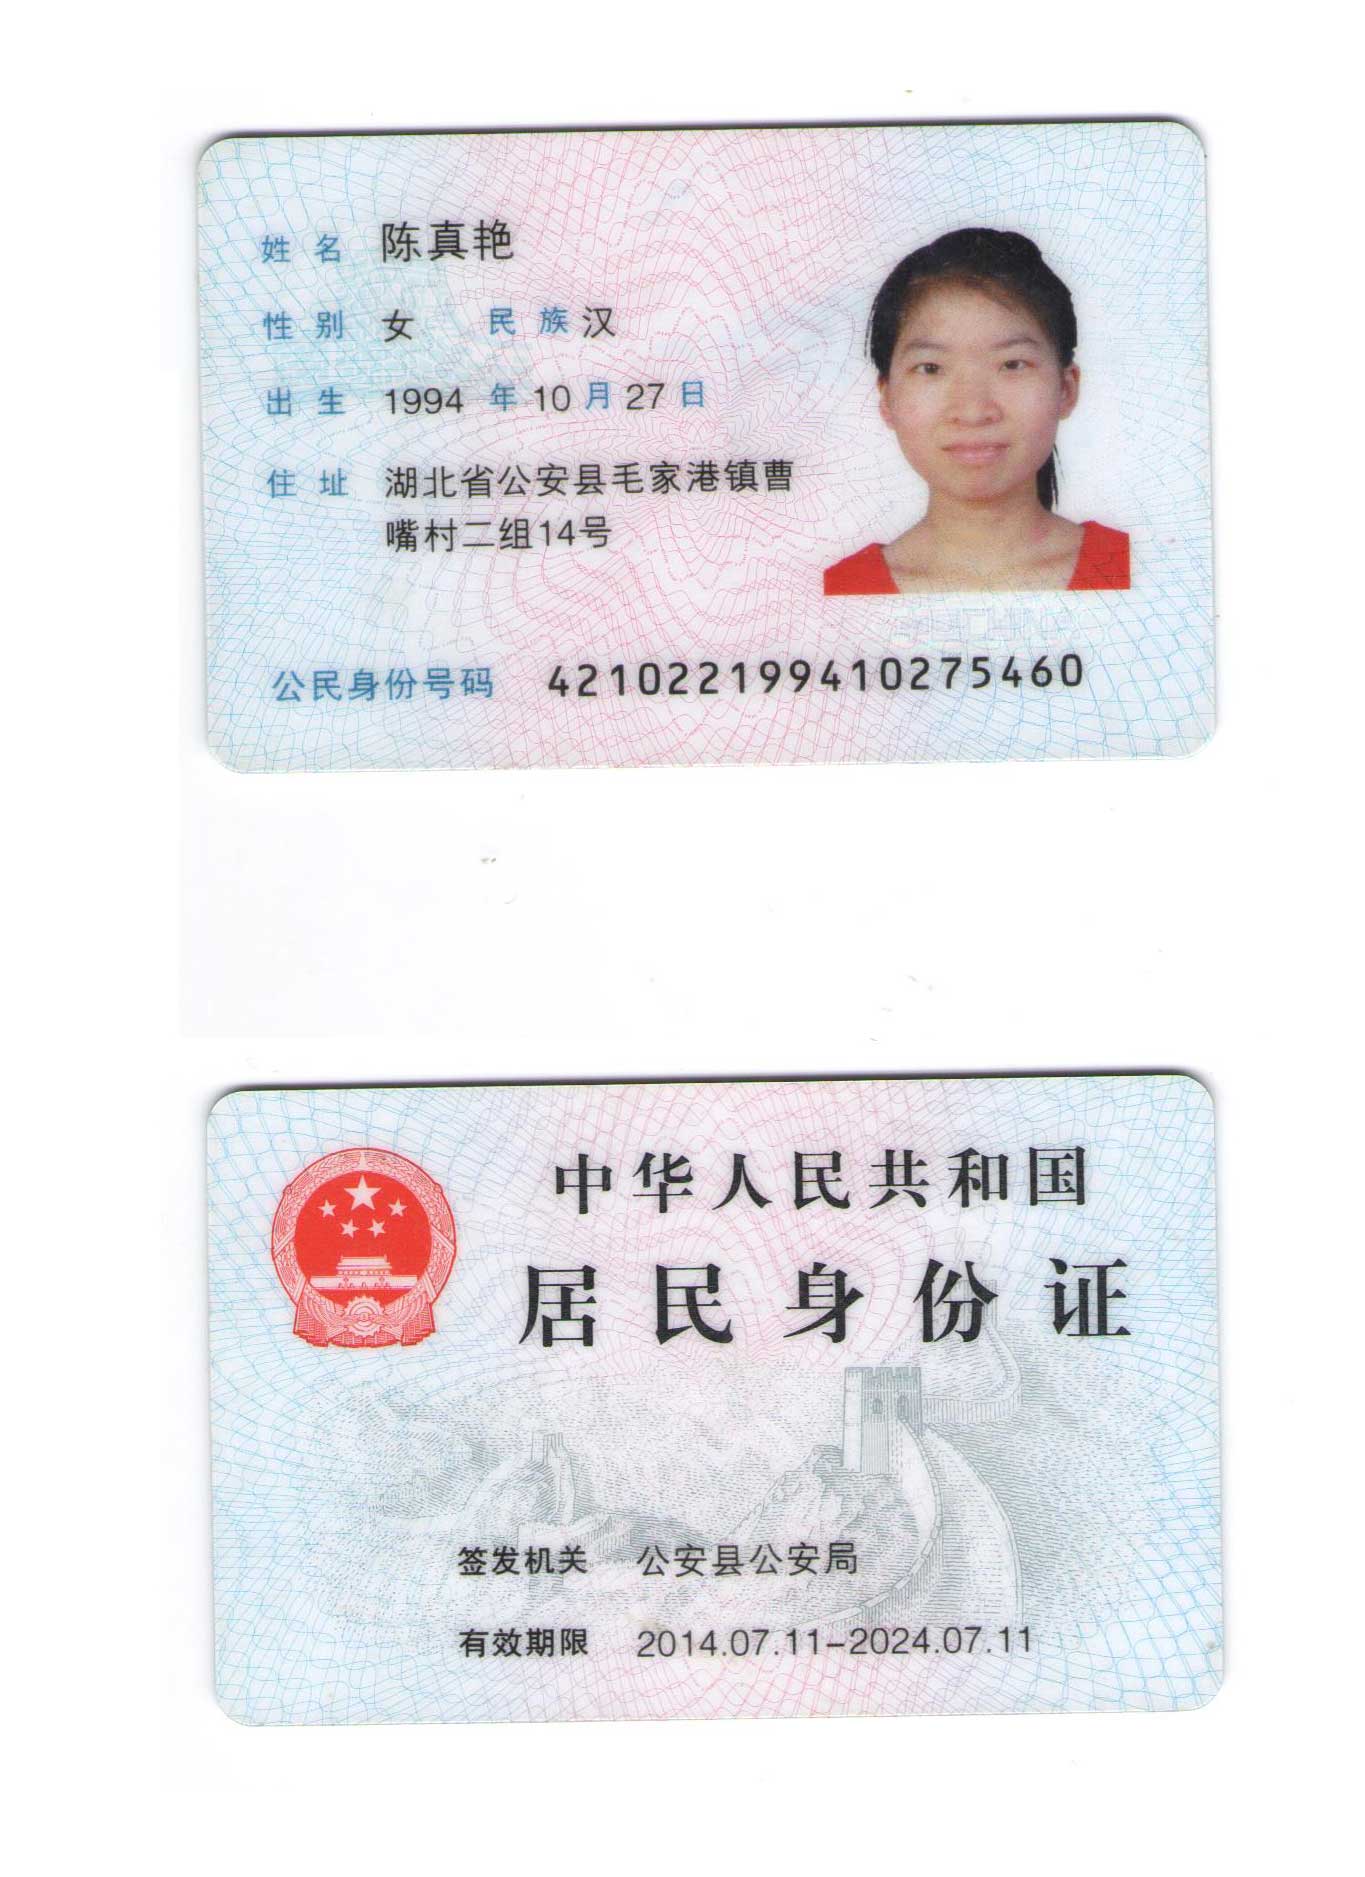 姓名 陈真艳
性别 女 民族 汉
出生 1994 年 10 月 27 日
住址 湖北省公安县毛家港镇曹
嘴村二组14号
公民身份号码 421022199410275460
中华人民共和国
居民身份证
签发机关 公安县公安局
有效期限 2014.07.11-2024.07.11